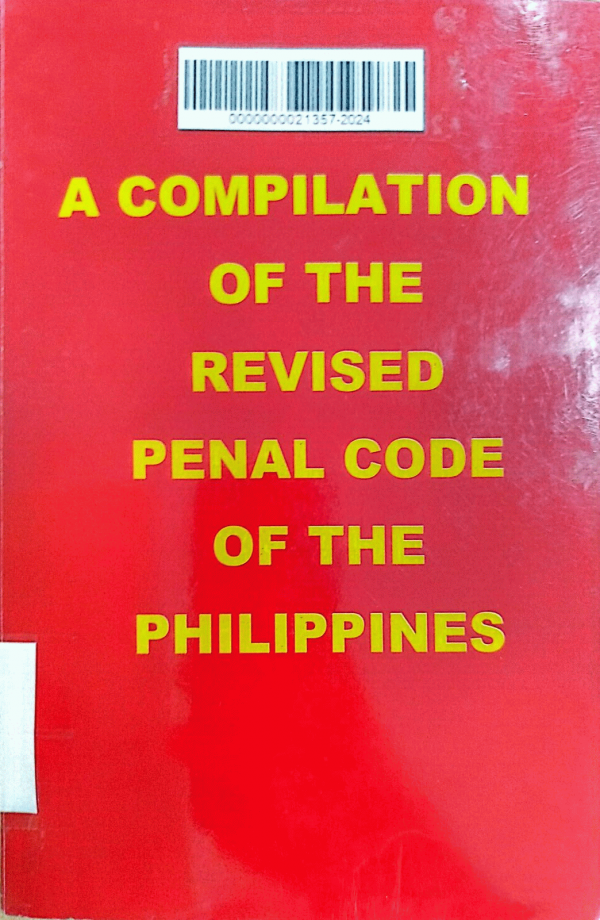 0000000021357-2024
A COMPILATION
OF THE
REVISED
PENAL CODE
OF THE
PHILIPPINES